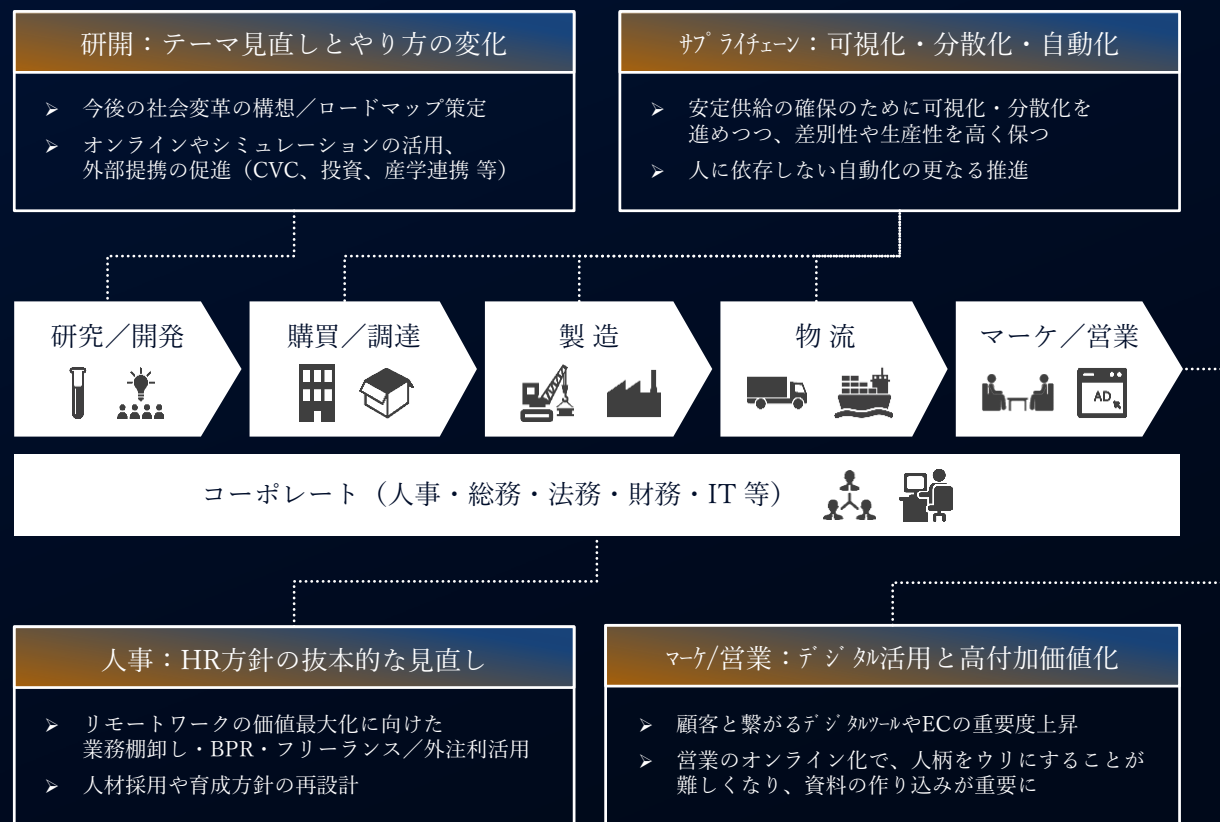 研開：テーマ見直しとやり方の変化
➢ 今後の社会変革の構想／ロードマップ策定
➢ オンラインやシミュレーションの活用、
外部提携の促進（CVC、投資、産学連携 等）
ｻﾌﾟﾗｲﾁｪｰﾝ：可視化・分散化・自動化
➢ 安定供給の確保のために可視化・分散化を
進めつつ、差別性や生産性を高く保つ
➢ 人に依存しない自動化の更なる推進
研究／開発
購買／調達
製 造
物 流
マーケ／営業
AD
コーポレート（人事・総務・法務・財務・IT 等）
人事：HR方針の抜本的な見直し
➢ リモートワークの価値最大化に向けた
業務棚卸し・BPR・フリーランス／外注利活用
➢ 人材採用や育成方針の再設計
ﾏｰｹ/営業：ﾃﾞｼﾞﾀﾙ活用と高付加価値化
➢ 顧客と繋がるﾃﾞｼﾞﾀﾙﾂｰﾙやECの重要度上昇
➢ 営業のオンライン化で、人柄をウリにすることが
難しくなり、資料の作り込みが重要に